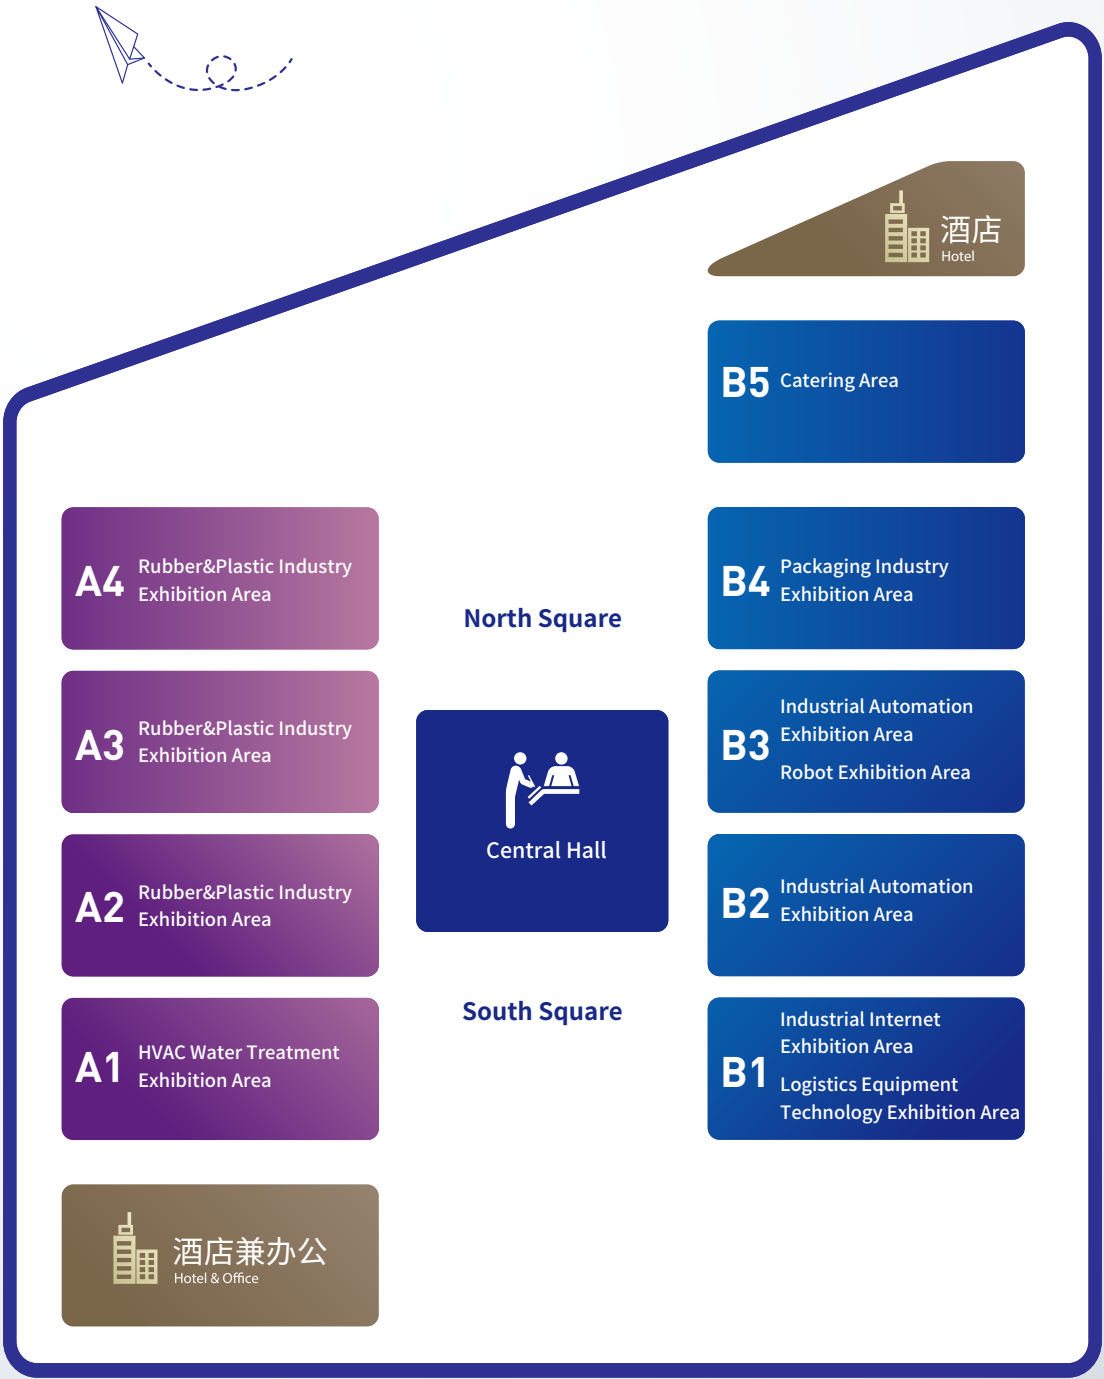 酒店
Hotel
B5
Catering Area
A4
Rubber&Plastic Industry
Exhibition Area
North Square
B4
Packaging Industry
Exhibition Area
A3
Rubber&Plastic Industry
Exhibition Area
Central Hall
B3
Industrial Automation
Exhibition Area
Robot Exhibition Area
A2
Rubber&Plastic Industry
Exhibition Area
B2
Industrial Automation
Exhibition Area
South Square
A1
HVAC Water Treatment
Exhibition Area
B1
Industrial Internet
Exhibition Area
Logistics Equipment
Technology Exhibition Area
酒店兼办公
Hotel & Office